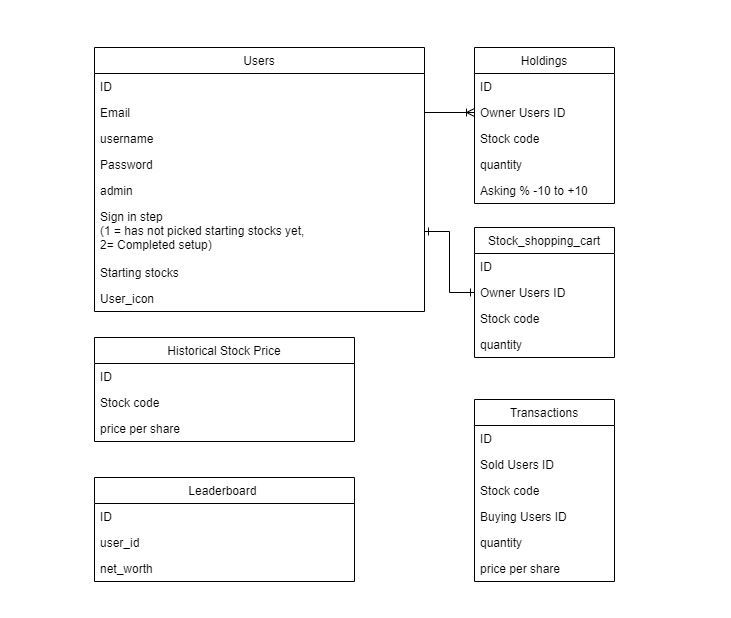 Users
ID
Email
username
Password
admin
Sign in step
(1 = has not picked starting stocks yet,
2= Completed setup)
Starting stocks
User_icon
Holdings
ID
Owner Users ID
Stock code
quantity
Asking % -10 to +10
Stock_shopping_cart
ID
Owner Users ID
Stock code
quantity
Historical Stock Price
ID
Stock code
price per share
Leaderboard
ID
user_id
net_worth
Transactions
ID
Sold Users ID
Stock code
Buying Users ID
quantity
price per share